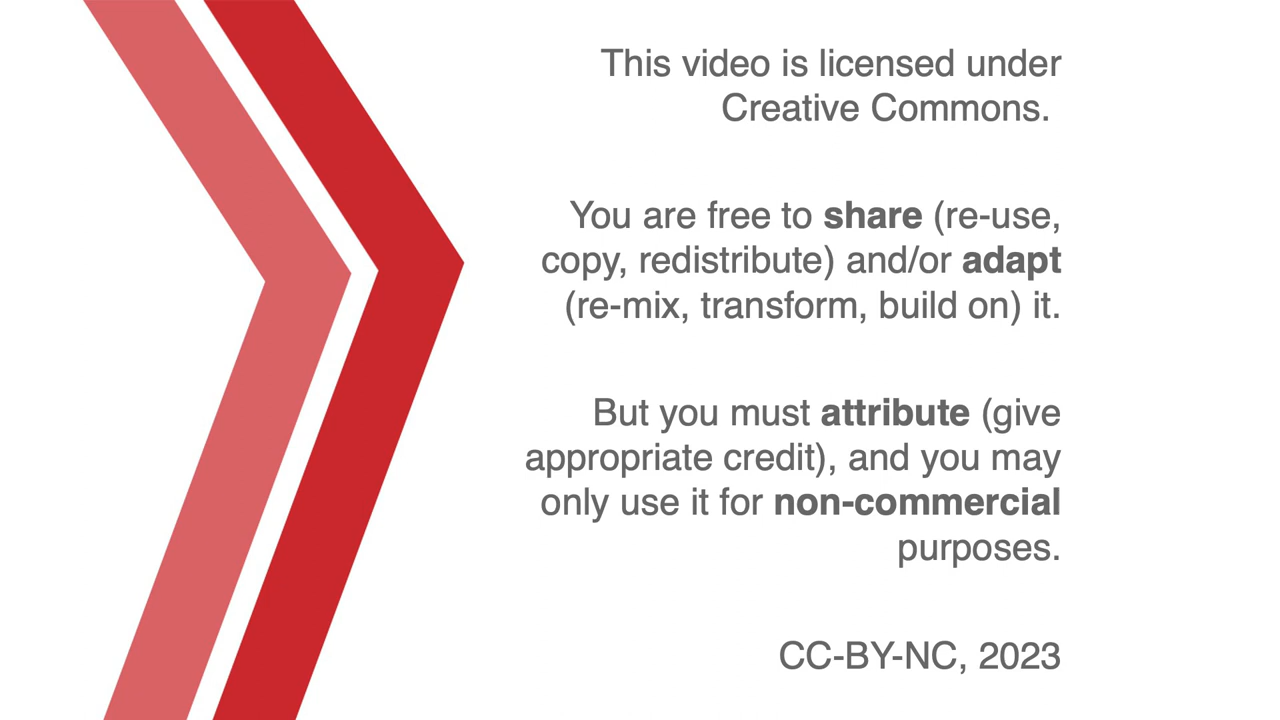 This video is licensed under
Creative Commons.
You are free to share (re-use,
copy, redistribute) and/or adapt
(re-mix, transform, build on) it.
But you must attribute (give
appropriate credit), and you may
only use it for non-commercial
purposes.
CC-BY-NC, 2023